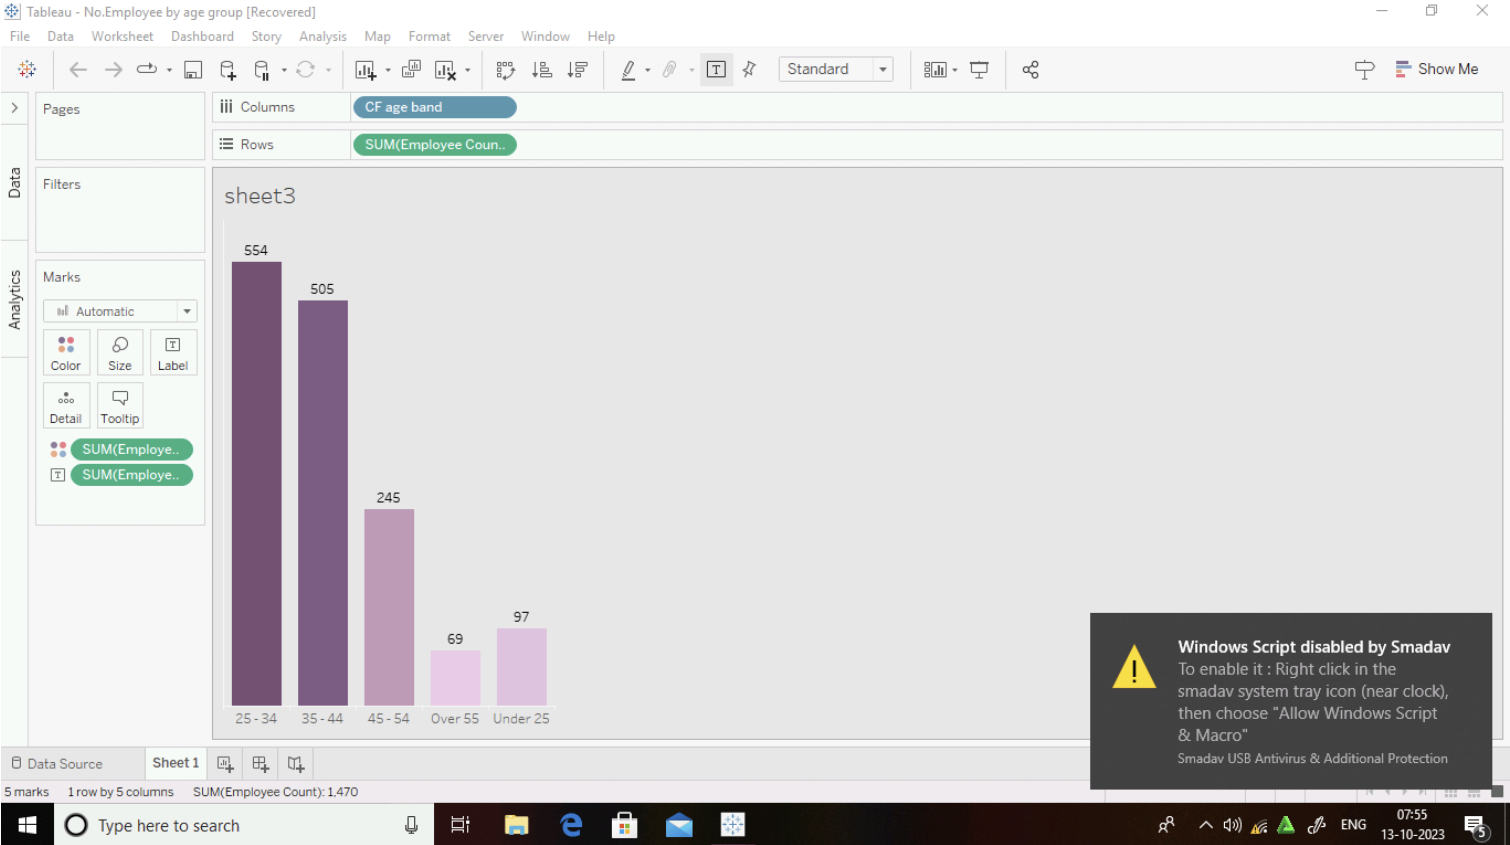 Tableau - No.Employee by age group [Recovered]
File Data Worksheet Dashboard Story Analysis Map Format Server Window Help
Standard
Show Me
Pages
Columns
CF age band
Rows
SUM(Employee Coun..
Data
Analytics
Filters
Marks
Automatic
Color Size Label
Detail Tooltip
SUM(Employe..
T SUM(Employe..
sheet3
554
505
245
69
97
25 - 34 35 - 44 45 - 54 Over 55 Under 25
Windows Script disabled by Smadav
To enable it : Right click in the
smadav system tray icon (near clock),
then choose "Allow Windows Script
& Macro"
Smadav USB Antivirus & Additional Protection
Data Source Sheet 1
5 marks 1 row by 5 columns SUM(Employee Count): 1,470
Type here to search
ENG
07:55
13-10-2023
5